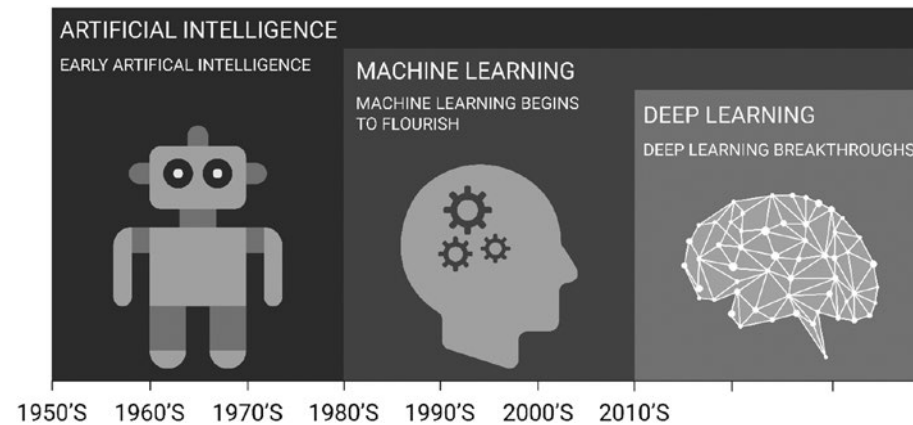 ARTIFICIAL INTELLIGENCE
EARLY ARTIFICAL INTELLIGENCE
MACHINE LEARNING
MACHINE LEARNING BEGINS
TO FLOURISH
DEEP LEARNING
DEEP LEARNING BREAKTHROUGHS
1950'S 1960'S 1970'S 1980'S 1990'S 2000'S 2010'S